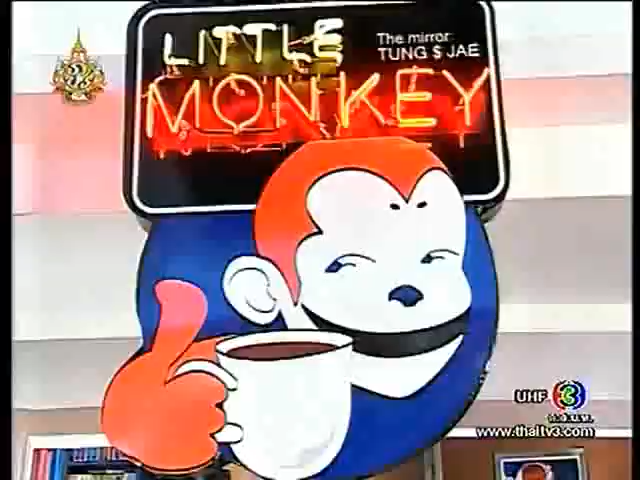 LITTLE
The mirror
TUNG $ JAE
MONKEY
UHF 3
www.thaitv3.com